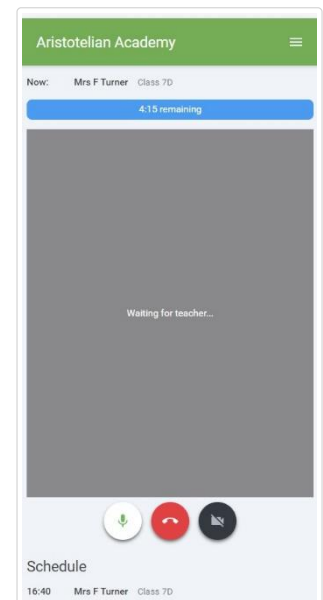 Aristotelian Academy
Now: Mrs F Turner Class 7D
4:15 remaining
Waiting for teacher...
Schedule
16:40 Mrs F Turner Class 7D